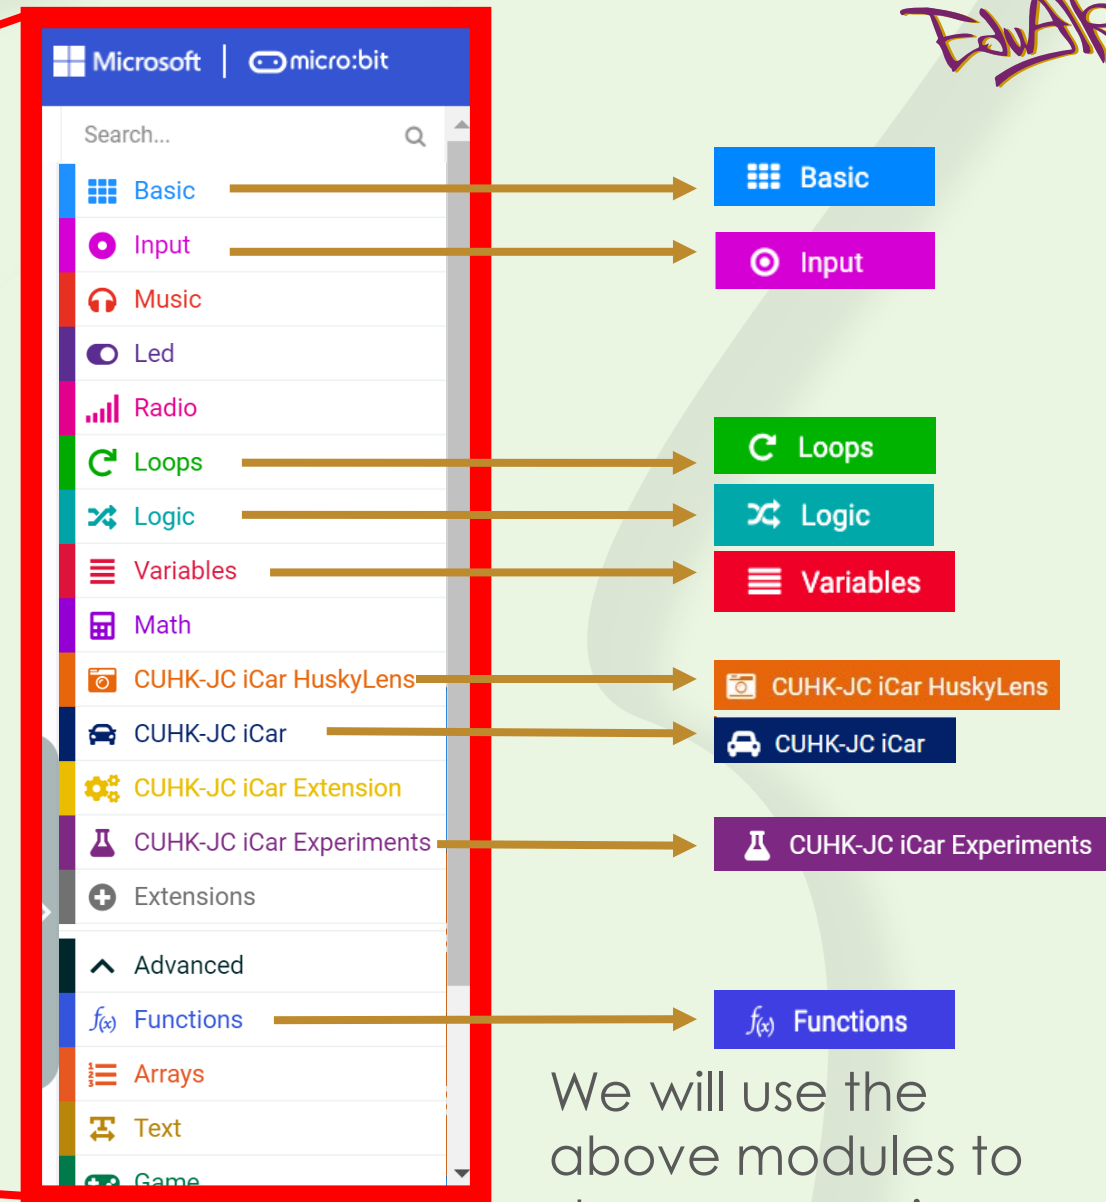 Microsoft | micro:bit
Search...
Basic
Input
Music
Led
Radio
Loops
Logic
Variables
Math
CUHK-JC iCar HuskyLens
CUHK-JC iCar
CUHK-JC iCar Extension
CUHK-JC iCar Experiments
Extensions
Advanced
f(x) Functions
Arrays
Text
Game
Basic
Input
Loops
Logic
Variables
CUHK-JC iCar HuskyLens
CUHK-JC iCar
CUHK-JC iCar Experiments
f(x) Functions
We will use the
above modules to